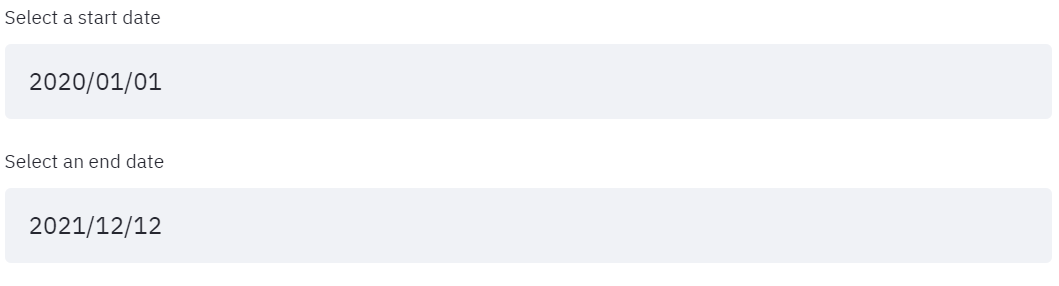 Select a start date
2020/01/01
Select an end date
2021/12/12